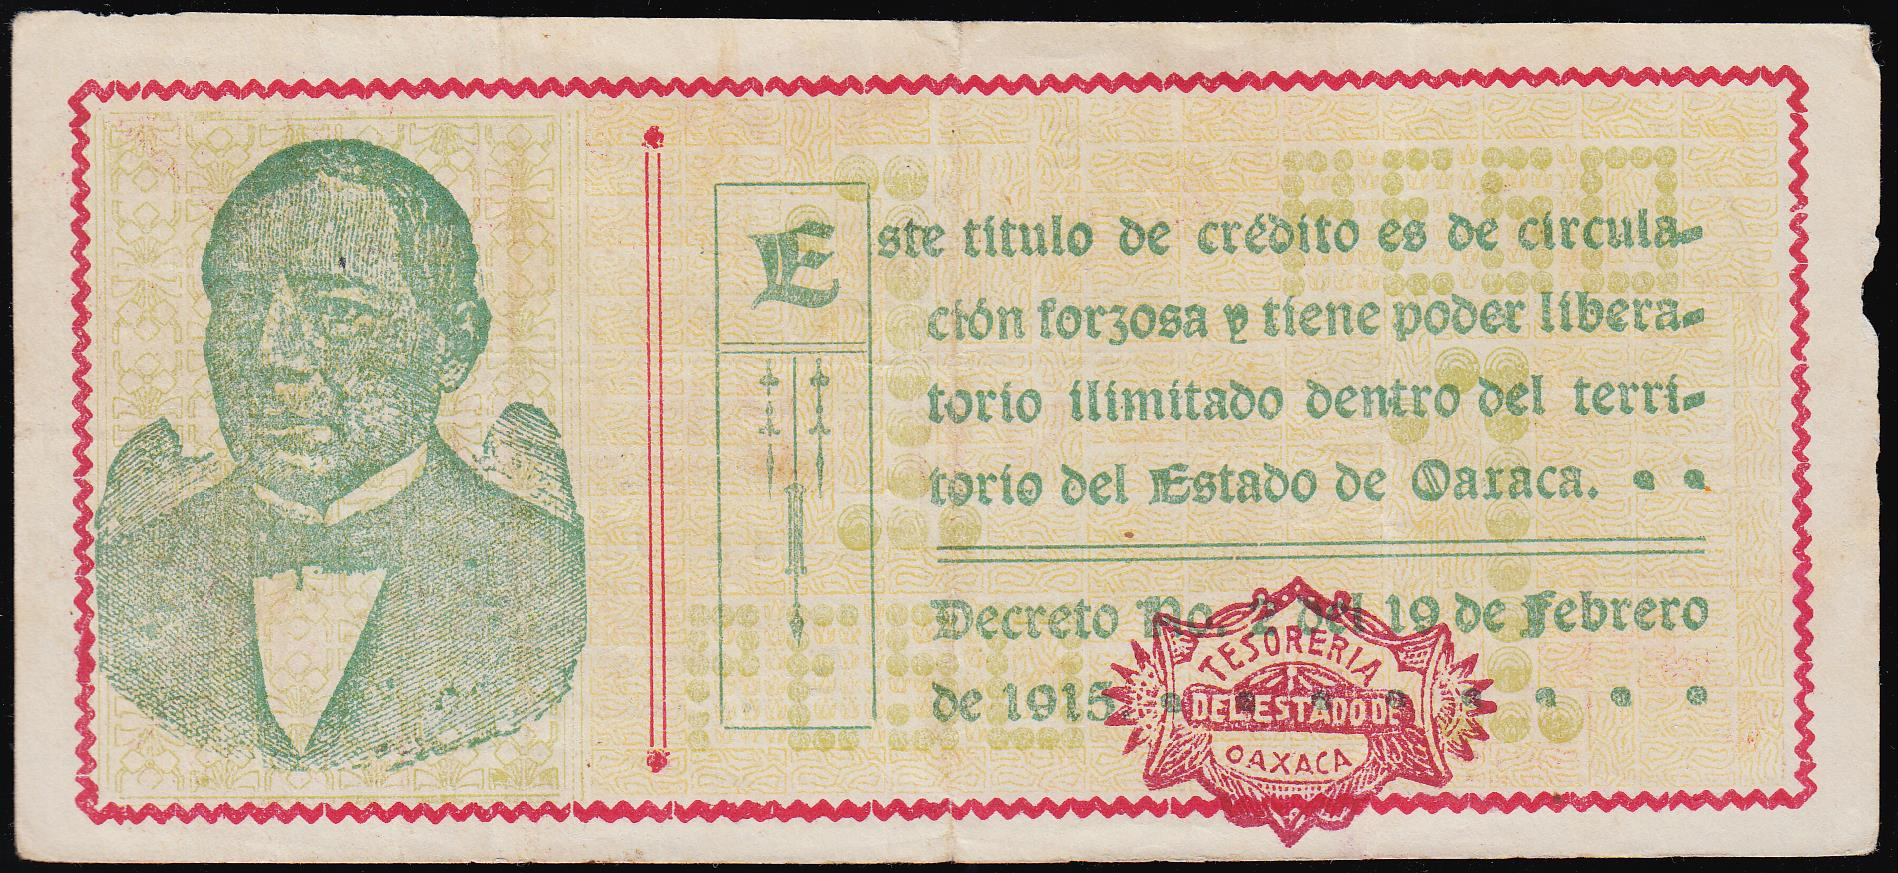 Este titulo de crédito es de circula-
ción forzosa y tiene poder libera-
torio ilimitado dentro del terri-
torio del Estado de Oaxaca.
Decreto No. 2 del 19 de Febrero
de 1915.
TESORERIA
DEL ESTADO DE
OAXACA